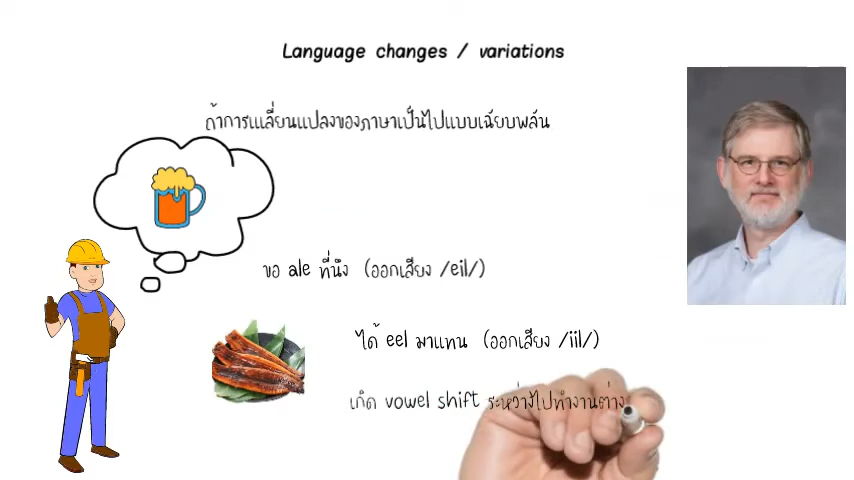 Language changes / variations
ถ้าการเเลี่ยนแปลงของภาษาเป็นไปแบบเฉียบพลัน
ขอ ale ที่นึง (ออกเสียง /eil/)
ได้ eel มาแทน (ออกเสียง /iil/)
เกิด vowel shift ระหว่างไปทำงานต่าง